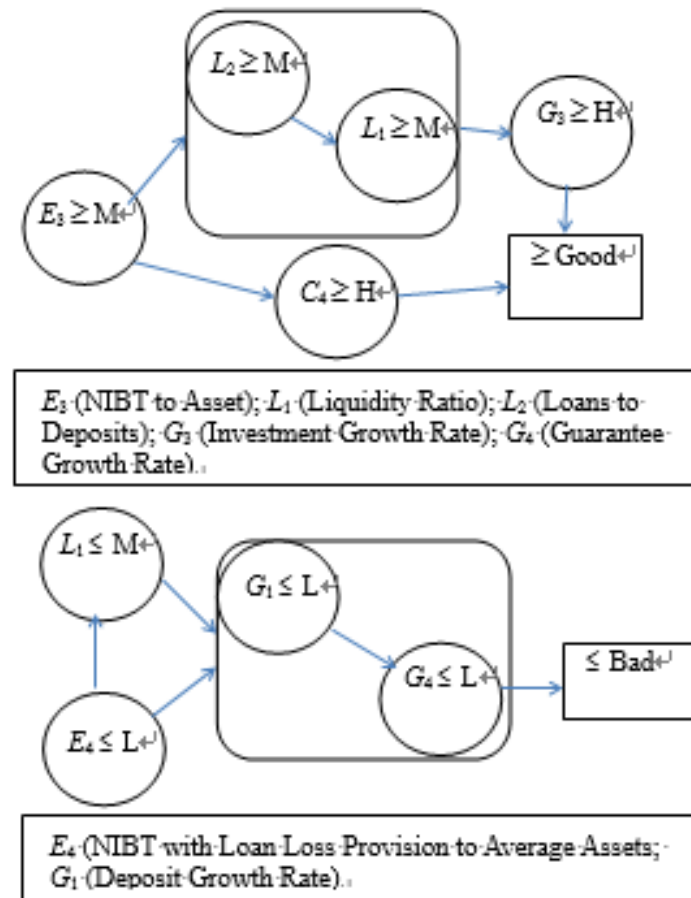 L₂ ≥ M↵
L₁ ≥ M↵
G₃ ≥ H↵
E₃ ≥ M↵
≥ Good↵
C₄ ≥ H↵
E₃ (NIBT to Asset); L₁ (Liquidity Ratio); L₂ (Loans to
Deposits); G₃ (Investment Growth Rate); G₄ (Guarantee
Growth Rate).
L₁ ≤ M↵
G₁ ≤ L↵
G₄ ≤ L↵
≤ Bad↵
E₄ ≤ L↵
E₄ (NIBT with Loan Loss Provision to Average Assets;
G₁ (Deposit Growth Rate).